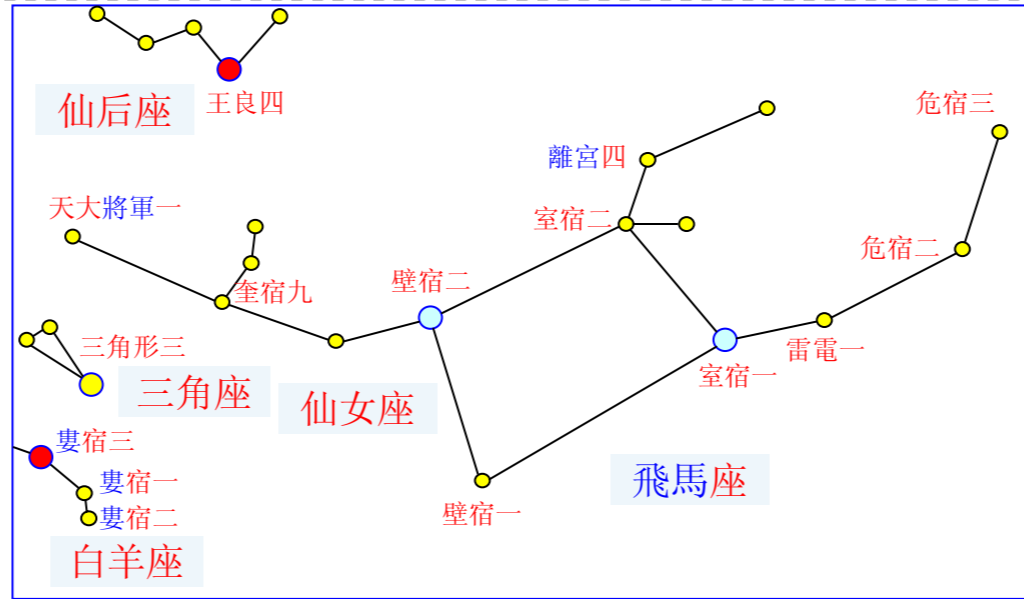 仙后座
王良四
危宿三
離宮四
天大將軍一
室宿二
危宿二
壁宿二
奎宿九
三角形三
雷電一
室宿一
三角座
仙女座
婁宿三
婁宿一
飛馬座
壁宿一
婁宿二
白羊座